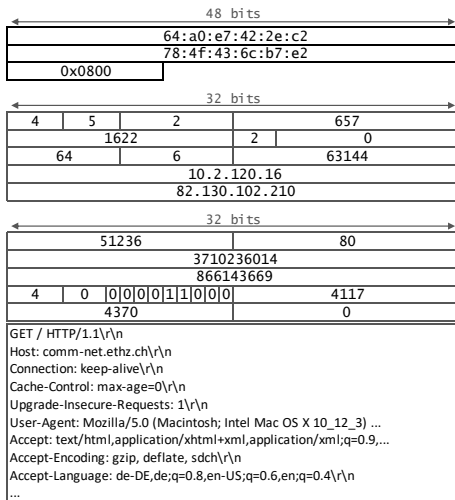 48 bits
64:a0:e7:42:2e:c2
78:4f:43:6c:b7:e2
0x0800
32 bits
4 5 2 657
1622 2 0
64 6 63144
10.2.120.16
82.130.102.210
32 bits
51236 80
3710236014
866143669
4 0 0 0 0 0 1 1 0 0 0 4117
4370 0
GET / HTTP/1.1\r\n
Host: comm-net.ethz.ch\r\n
Connection: keep-alive\r\n
Cache-Control: max-age=0\r\n
Upgrade-Insecure-Requests: 1\r\n
User-Agent: Mozilla/5.0 (Macintosh; Intel Mac OS X 10_12_3) ...
Accept: text/html,application/xhtml+xml,application/xml;q=0.9,...
Accept-Encoding: gzip, deflate, sdch\r\n
Accept-Language: de-DE,de;q=0.8,en-US;q=0.6,en;q=0.4\r\n
...